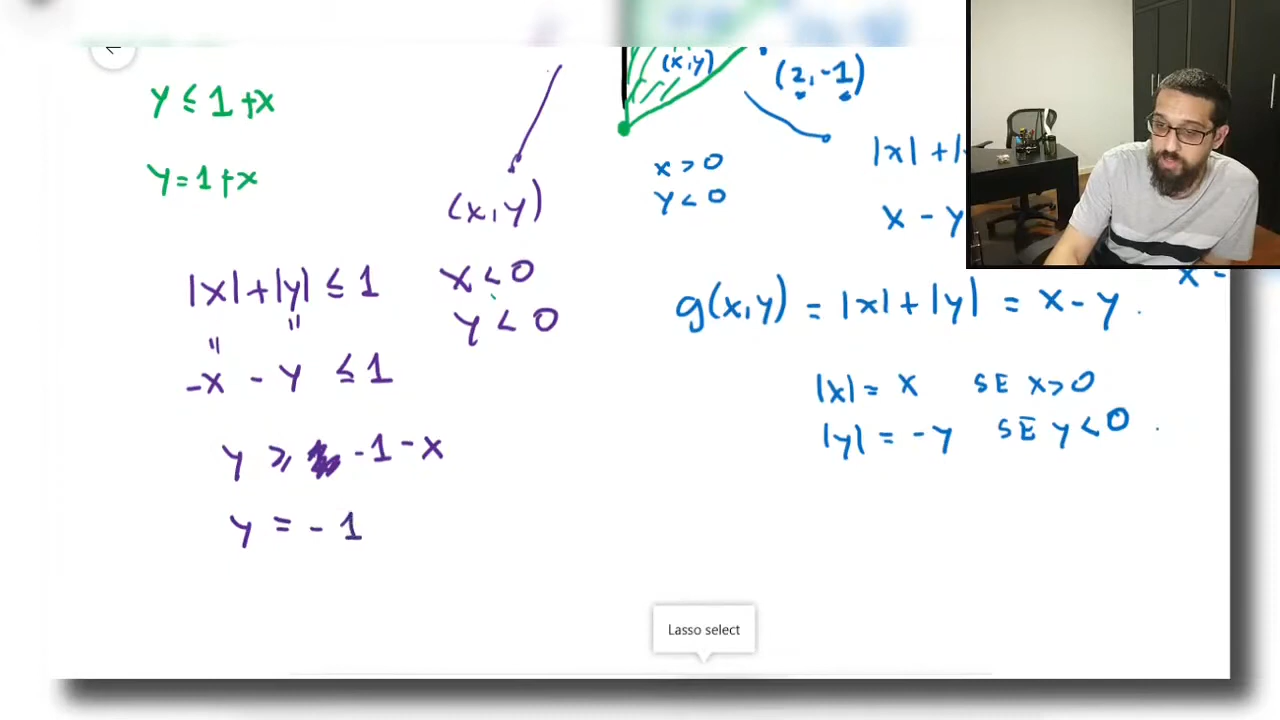 y ≤ 1+x
y=1+x
(x,y)
|x|+|y| ≤ 1
"
"
-x - y ≤ 1
y ≥ -1-x
y = -1
x < 0
y < 0
(x,y)
(2,-1)
x > 0
y < 0
|x|+|
x - y
x -
g(x,y) = |x|+|y| = x-y.
|x| = x SE x>0
|y| = -y SE y<0.
Lasso select